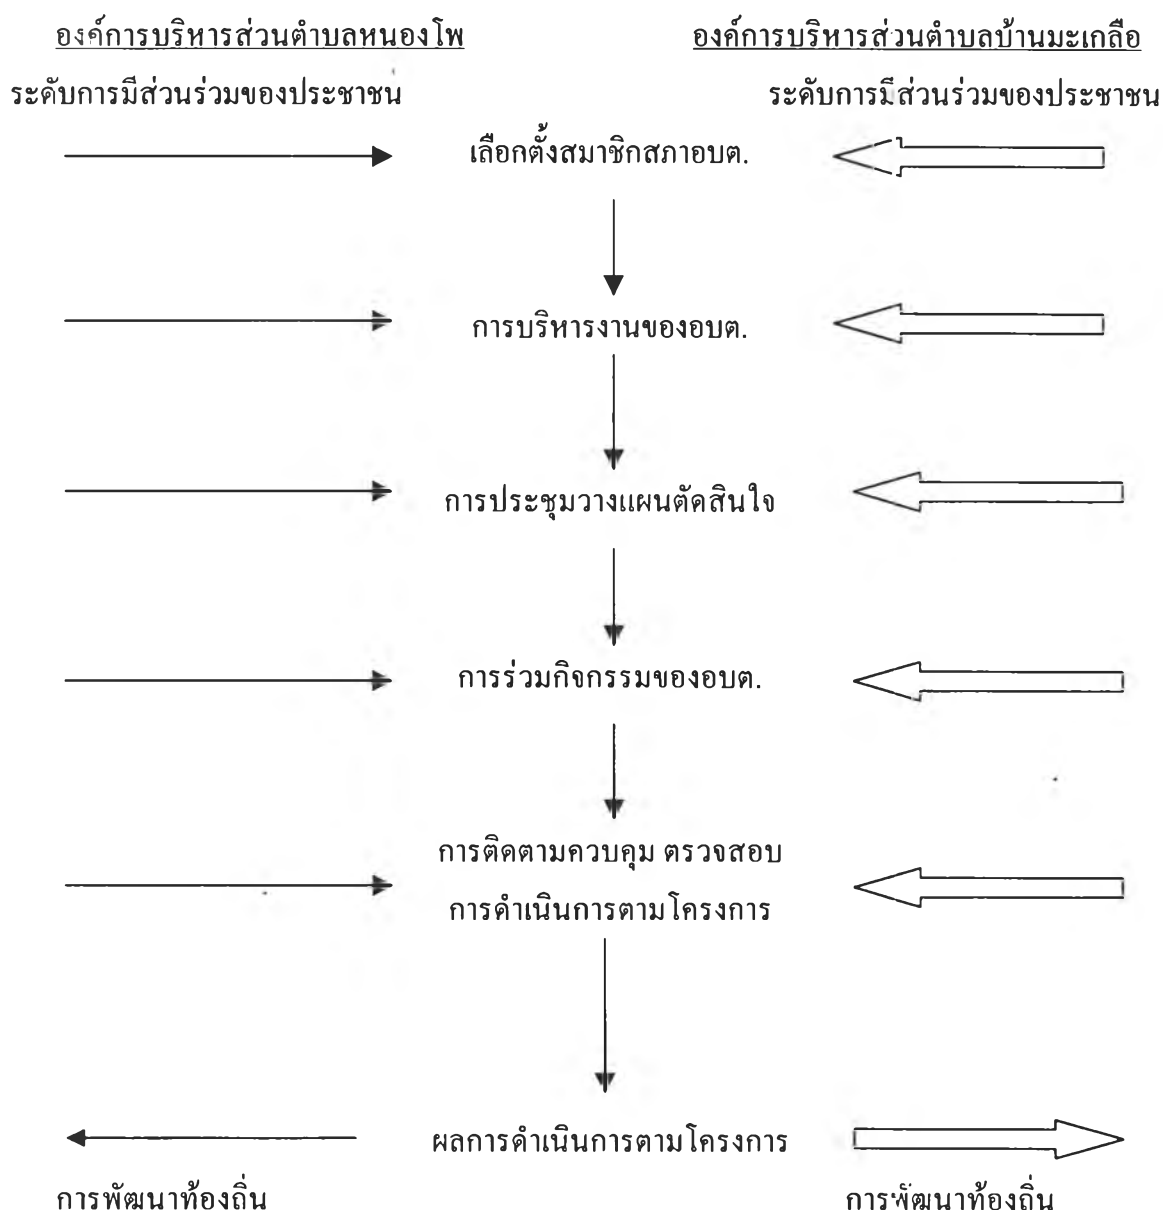 องค์การบริหารส่วนตำบลหนองโพ
องค์การบริหารส่วนตำบลบ้านมะเกลือ
ระดับการมีส่วนร่วมของประชาชน
ระดับการมีส่วนร่วมของประชาชน
เลือกตั้งสมาชิกสภาอบต.
การบริหารงานของอบต.
การประชุมวางแผนตัดสินใจ
การร่วมกิจกรรมของอบต.
การติดตามควบคุม ตรวจสอบ
การดำเนินการตามโครงการ
ผลการดำเนินการตามโครงการ
การพัฒนาท้องถิ่น
การพัฒนาท้องถิ่น